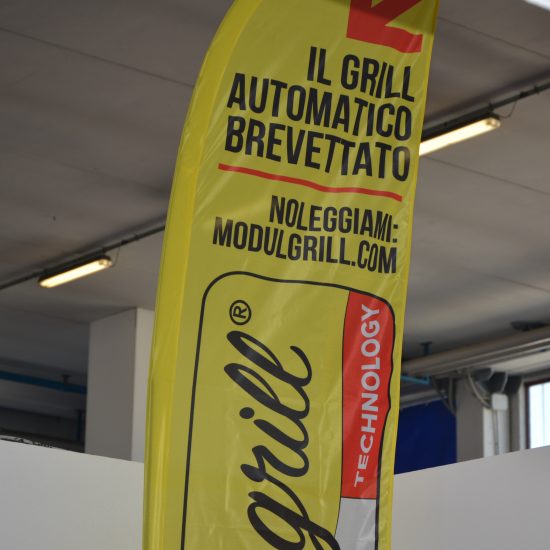 IL GRILL
AUTOMATICO
BREVETTATO
NOLEGGIAMI:
MODULGRILL.COM
grill®
TECHNOLOGY